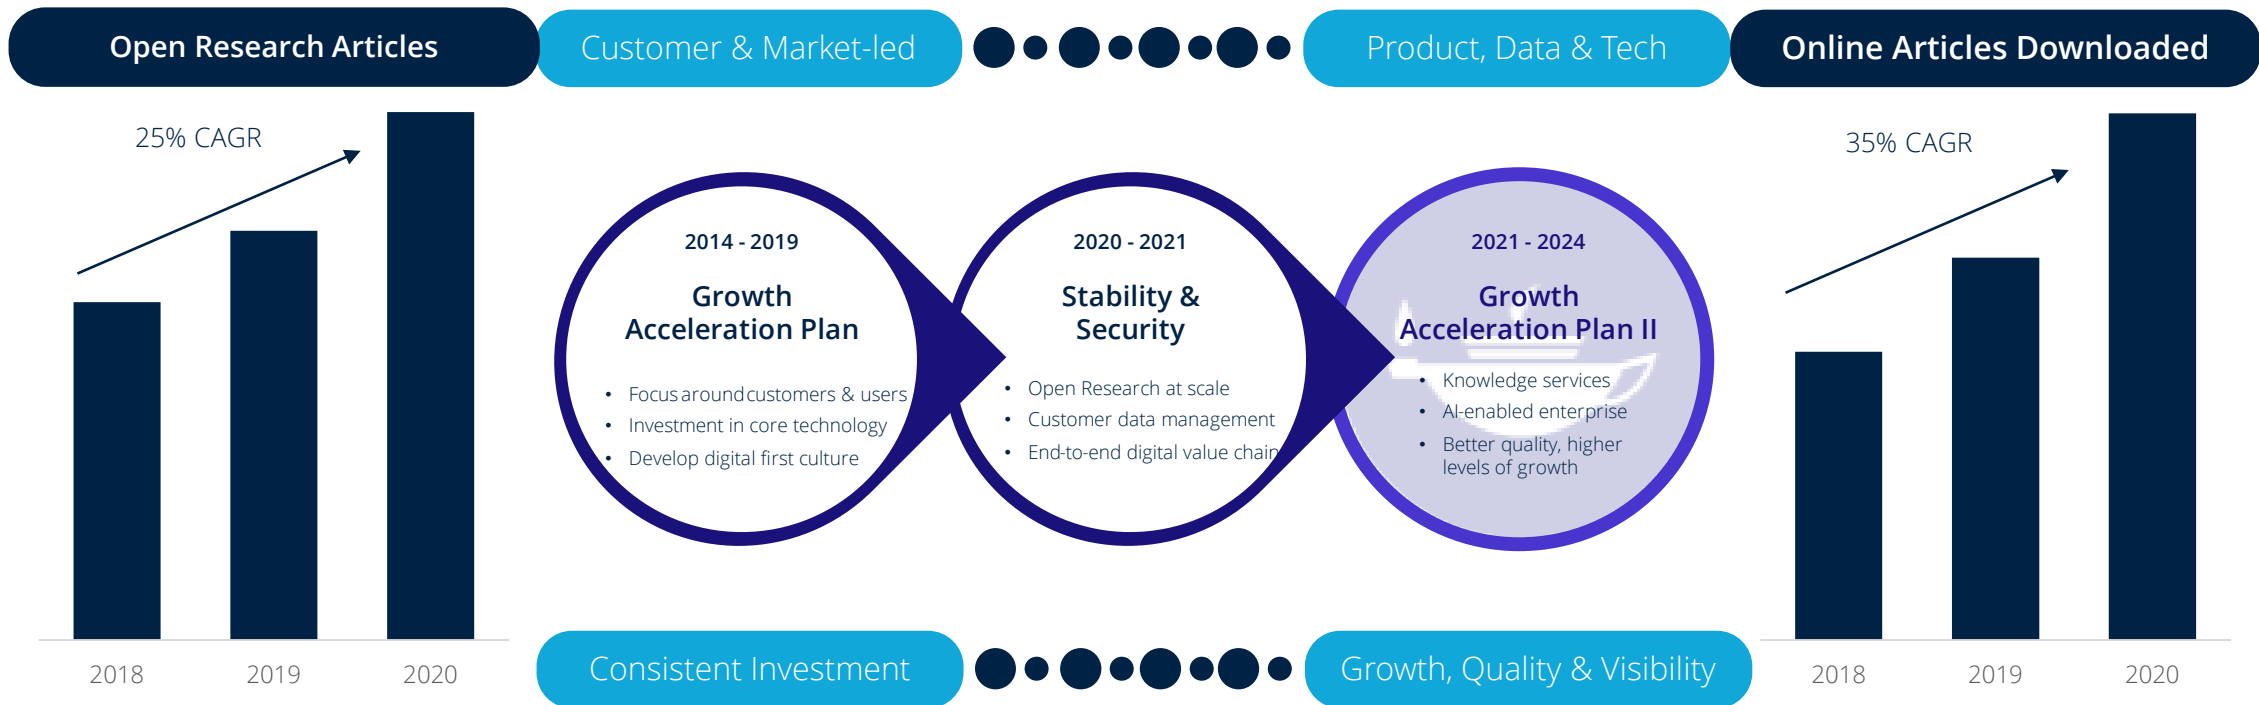 Open Research Articles
Customer & Market-led
Product, Data & Tech
Online Articles Downloaded
25% CAGR
2018
2019
2020
2014 - 2019
Growth
Acceleration Plan
• Focus around customers & users
• Investment in core technology
• Develop digital first culture
2020 - 2021
Stability &
Security
• Open Research at scale
• Customer data management
• End-to-end digital value chain
2021 - 2024
Growth
Acceleration Plan II
• Knowledge services
• AI-enabled enterprise
• Better quality, higher
levels of growth
35% CAGR
2018
2019
2020
Consistent Investment
Growth, Quality & Visibility